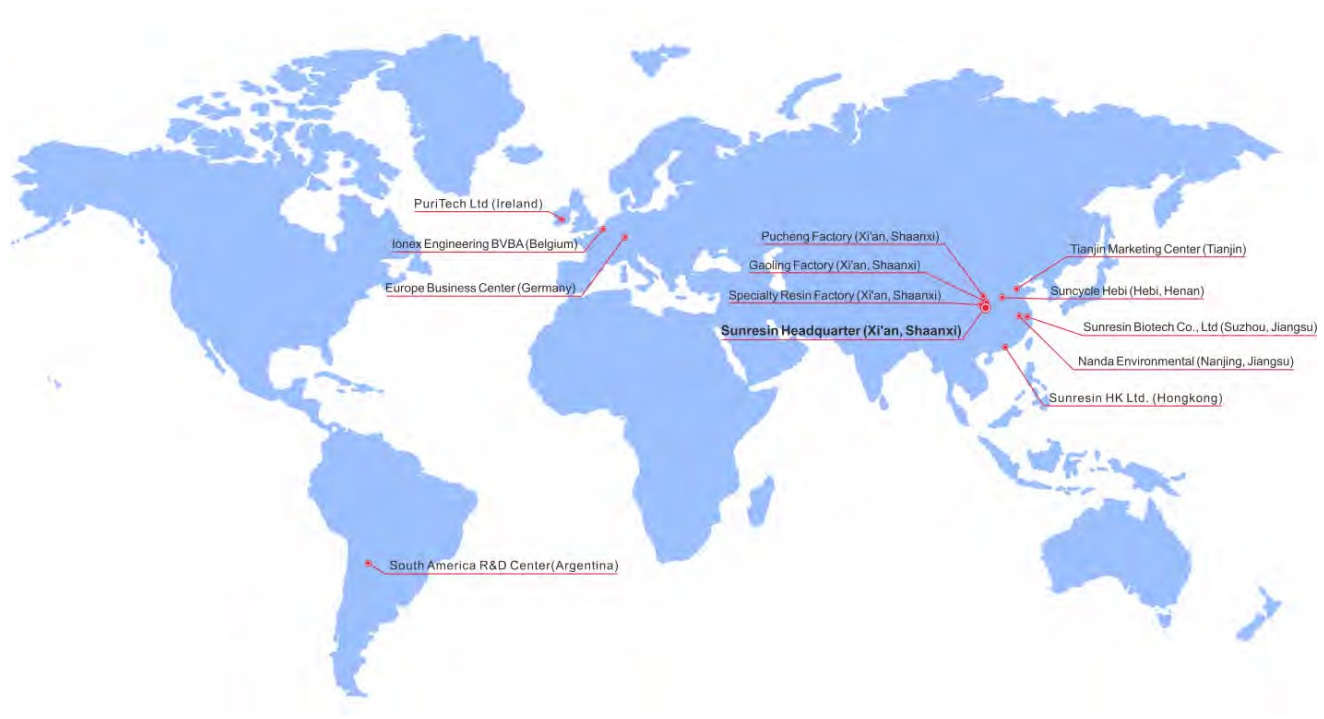 PuriTech Ltd (Ireland)
Ionex Engineering BVBA (Belgium)
Europe Business Center (Germany)
Pucheng Factory (Xi'an, Shaanxi)
Gaoling Factory (Xi'an, Shaanxi)
Specialty Resin Factory (Xi'an, Shaanxi)
Sunresin Headquarter (Xi'an, Shaanxi)
Tianjin Marketing Center (Tianjin)
Suncycle Hebi (Hebi, Henan)
Sunresin Biotech Co., Ltd (Suzhou, Jiangsu)
Nanda Environmental (Nanjing, Jiangsu)
Sunresin HK Ltd. (Hongkong)
South America R&D Center(Argentina)